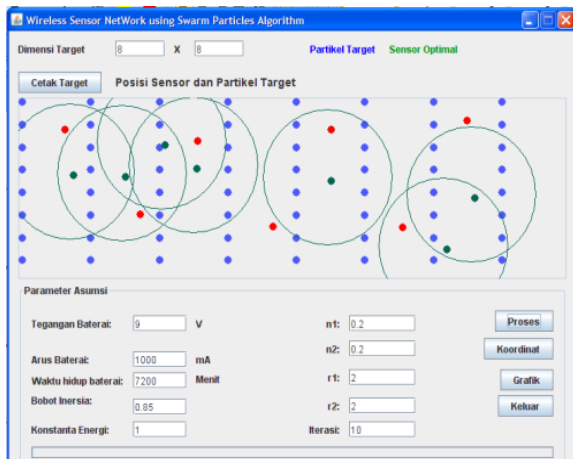 Wireless Sensor NetWork using Swarm Particles Algorithm
Dimensi Target 8 X 8 Partikel Target Sensor Optimal
Cetak Target Posisi Sensor dan Partikel Target
Parameter Asumsi
Tegangan Baterai: 9 V n1: 0.2 Proses
n2: 0.2 Koordinat
Arus Baterai: 1000 mA
Waktu hidup baterai: 7200 Menit r1: 2 Grafik
Bobot Inersia: 0.85 r2: 2 Keluar
Konstanta Energi: 1 Iterasi: 10